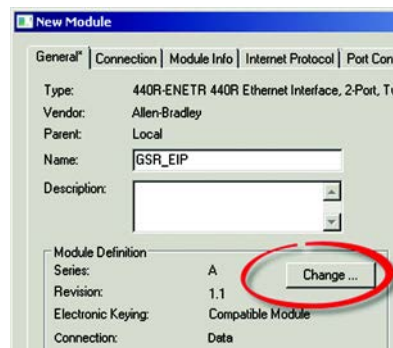 New Module
General* Connection Module Info Internet Protocol Port Con
Type: 440R-ENETR 440R Ethernet Interface, 2-Port, T
Vendor: Allen-Bradley
Parent: Local
Name: GSR_EIP
Description:
Module Definition
Series: A Change ...
Revision: 1.1
Electronic Keying: Compatible Module
Connection: Data